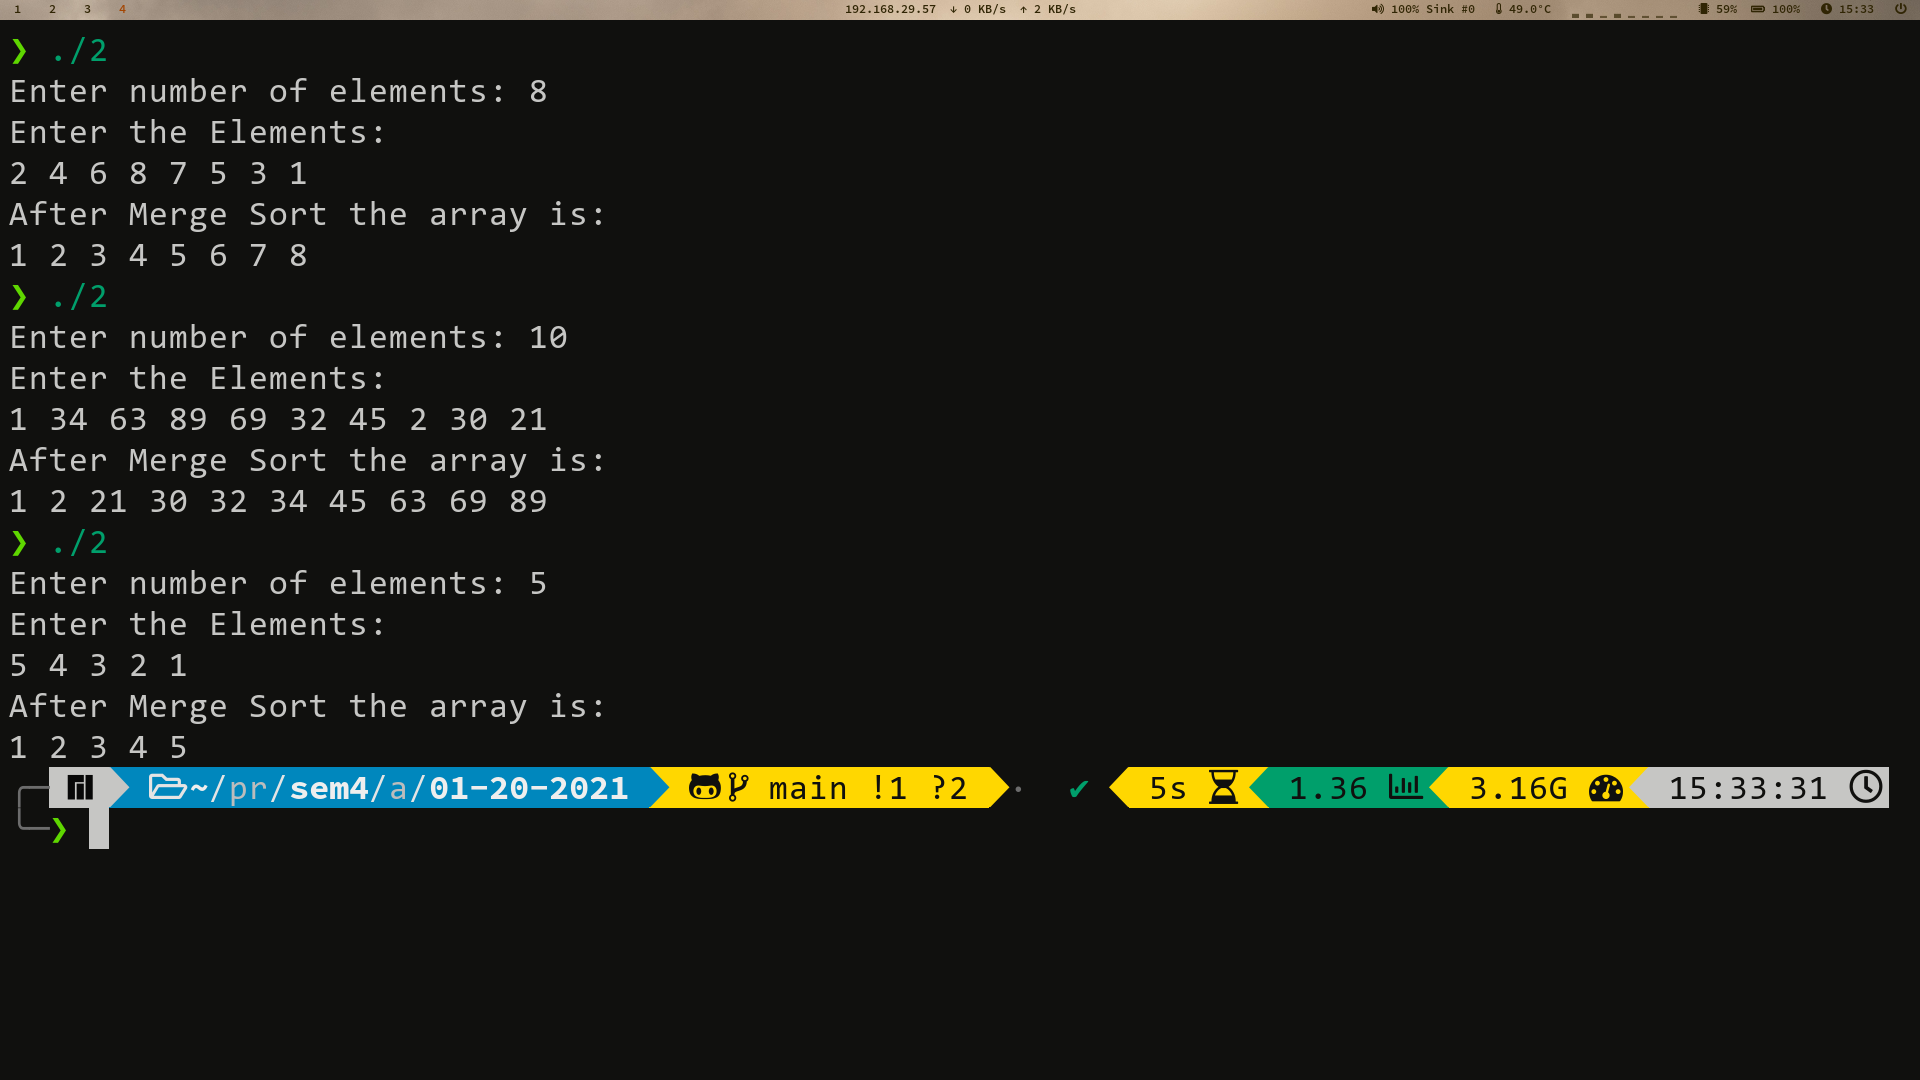 1 2 3 4 192.168.29.57 ↓ 0 KB/s ↑ 2 KB/s 100% Sink #0 49.0°C 59% 100% 15:33
❯ ./2
Enter number of elements: 8
Enter the Elements:
2 4 6 8 7 5 3 1
After Merge Sort the array is:
1 2 3 4 5 6 7 8
❯ ./2
Enter number of elements: 10
Enter the Elements:
1 34 63 89 69 32 45 2 30 21
After Merge Sort the array is:
1 2 21 30 32 34 45 63 69 89
❯ ./2
Enter number of elements: 5
Enter the Elements:
5 4 3 2 1
After Merge Sort the array is:
1 2 3 4 5
~/pr/sem4/a/01-20-2021 main !1 ?2 · ✔ 5s 1.36 3.16G 15:33:31
❯